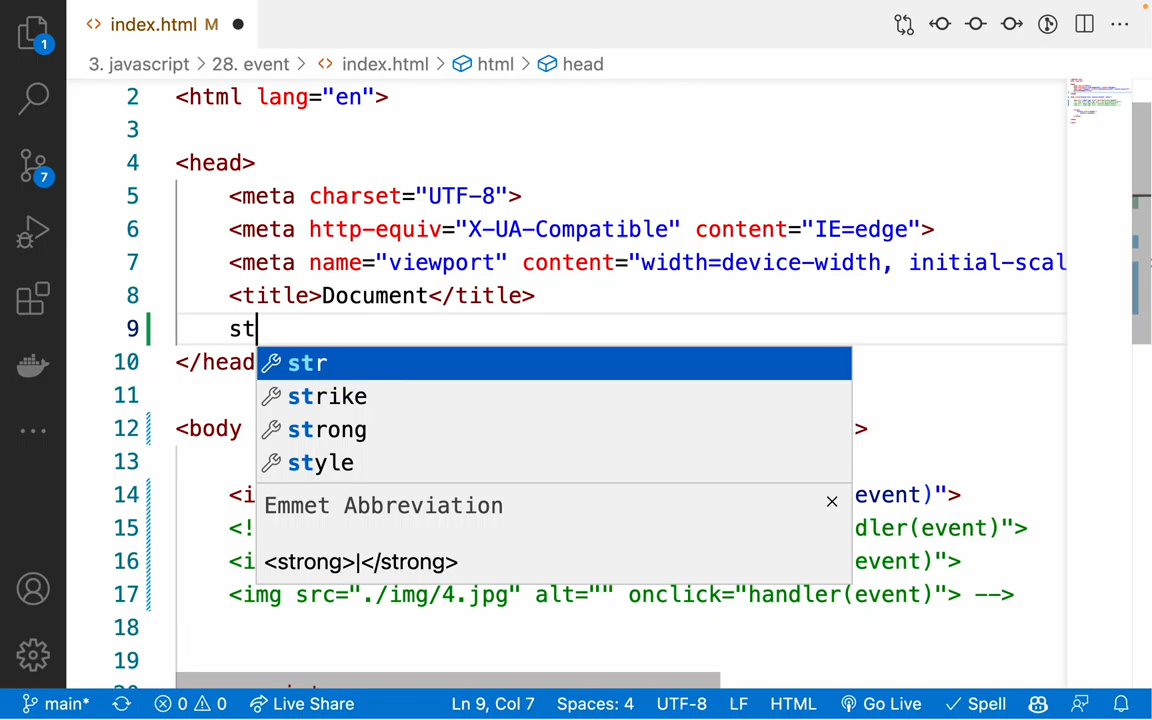 index.html M
3. javascript > 28. event > index.html > html > head
1
7
2 <html lang="en">
3
4 <head>
5 <meta charset="UTF-8">
6 <meta http-equiv="X-UA-Compatible" content="IE=edge">
7 <meta name="viewport" content="width=device-width, initial-scal
8 <title>Document</title>
9 st
10 </head
11
12 <body >
13
14 <i event)">
15 <! dler(event)">
16 <i event)">
17 <img src="./img/4.jpg" alt="" onclick="handler(event)"> -->
18
19
str
strike
strong
style
Emmet Abbreviation
<strong>|</strong>
main* 0 0 Live Share Ln 9, Col 7 Spaces: 4 UTF-8 LF HTML Go Live Spell